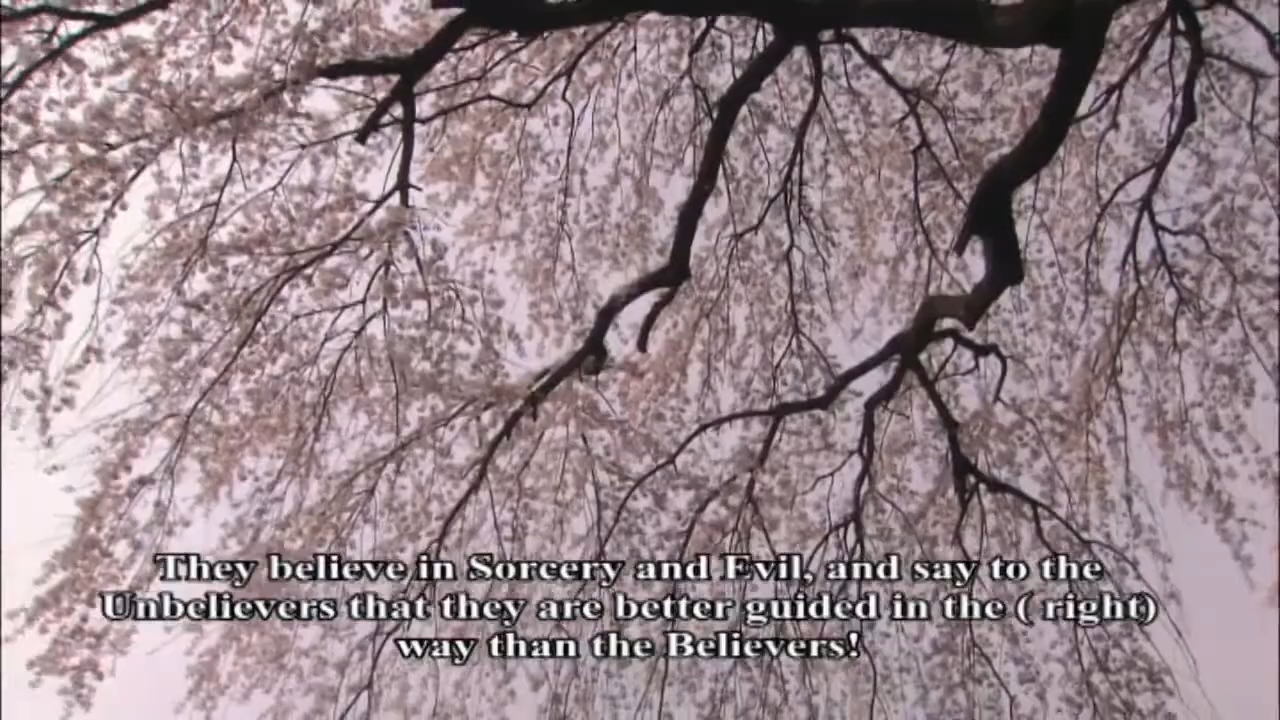 They believe in Sorcery and Evil, and say to the
Unbelievers that they are better guided in the ( right)
way than the Believers!